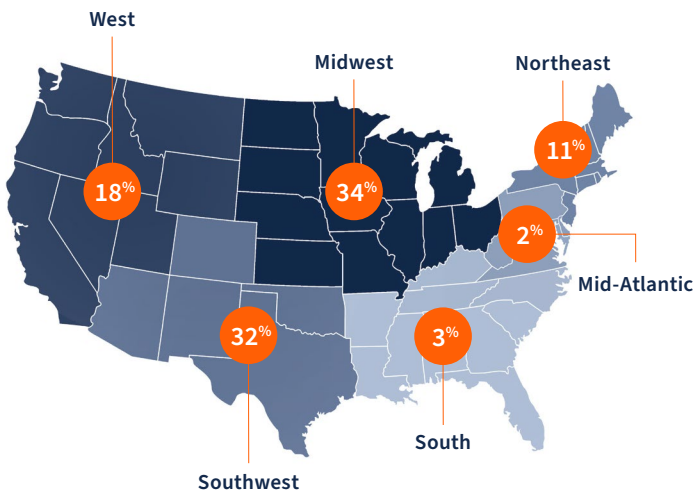 West
Midwest
Northeast
11%
18%
34%
2%
Mid-Atlantic
32%
3%
South
Southwest